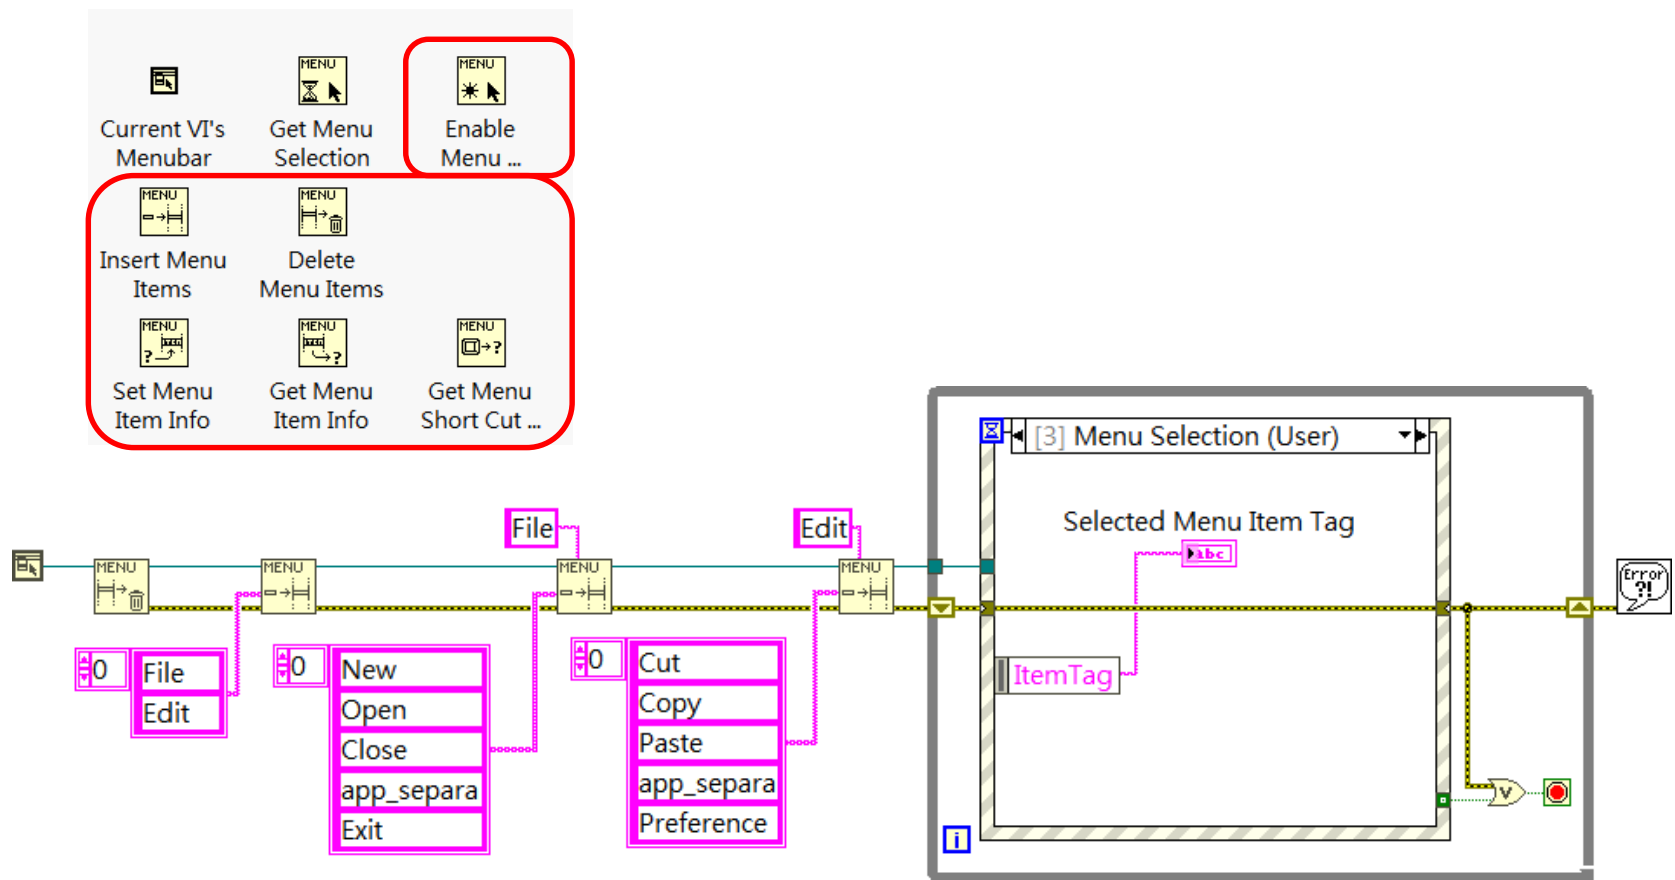 MENU
MENU
Current VI's
Menubar
Get Menu
Selection
Enable
Menu ...
MENU
MENU
Insert Menu
Items
Delete
Menu Items
MENU
?
MENU
?
MENU
?
Set Menu
Item Info
Get Menu
Item Info
Get Menu
Short Cut ...
[3] Menu Selection (User)
Selected Menu Item Tag
abc
File
Edit
MENU
MENU
MENU
MENU
Error
?!
0
File
Edit
0
New
Open
Close
app_separa
Exit
0
Cut
Copy
Paste
app_separa
Preference
ItemTag
V
i